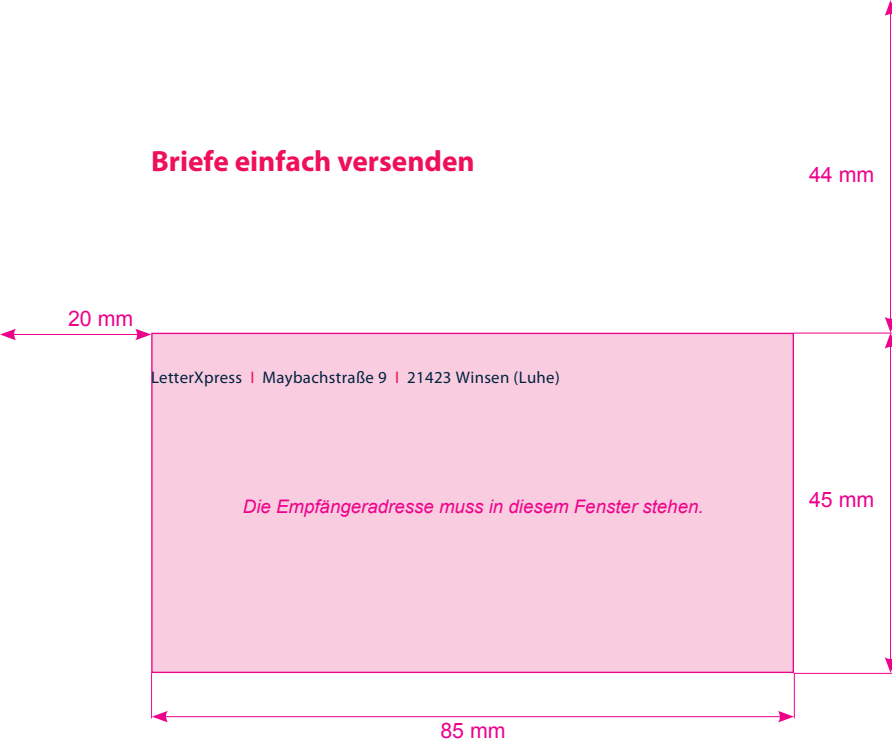 Briefe einfach versenden
44 mm
20 mm
LetterXpress I Maybachstraße 9 I 21423 Winsen (Luhe)
Die Empfängeradresse muss in diesem Fenster stehen.
45 mm
85 mm